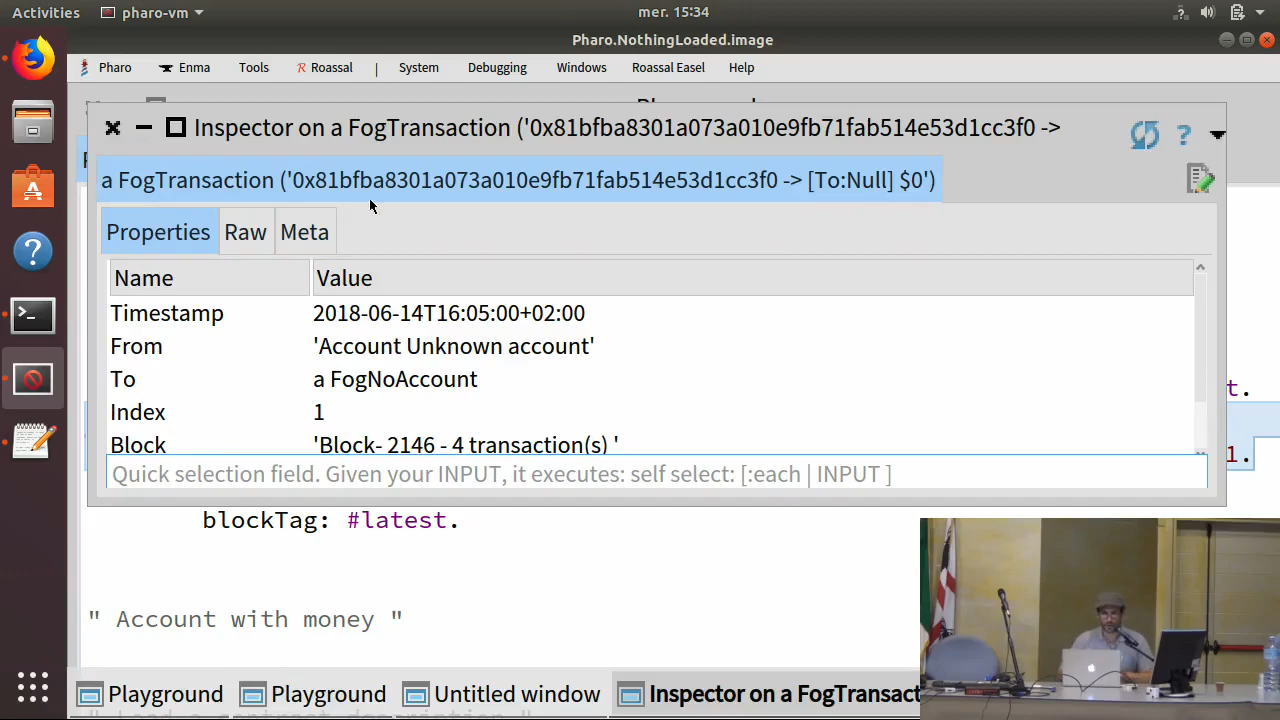 Activities pharo-vm mer. 15:34
Pharo.NothingLoaded.image
Pharo Enma Tools Roassal | System Debugging Windows Roassal Easel Help
Inspector on a FogTransaction ('0x81bfba8301a073a010e9fb71fab514e53d1cc3f0 ->
a FogTransaction ('0x81bfba8301a073a010e9fb71fab514e53d1cc3f0 -> [To:Null] $0')
Properties Raw Meta
Name Value
Timestamp 2018-06-14T16:05:00+02:00
From 'Account Unknown account'
To a FogNoAccount
Index 1
Block 'Block- 2146 - 4 transaction(s) '
Quick selection field. Given your INPUT, it executes: self select: [:each | INPUT ]
t.
1.
blockTag: #latest.
" Account with money "
Playground Playground Untitled window Inspector on a FogTransact